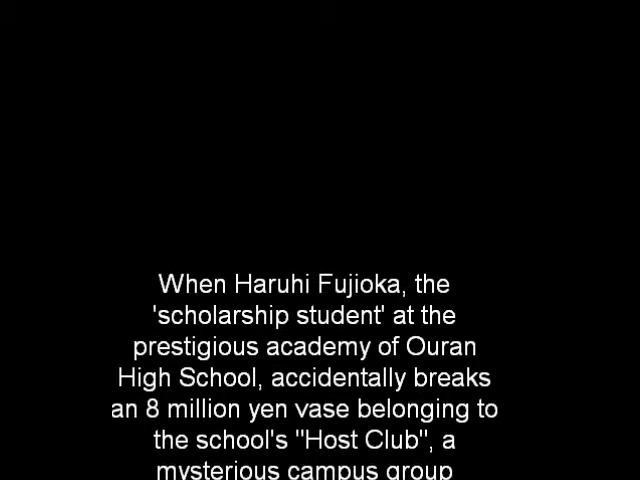 When Haruhi Fujioka, the
'scholarship student' at the
prestigious academy of Ouran
High School, accidentally breaks
an 8 million yen vase belonging to
the school's "Host Club", a
mysterious campus group